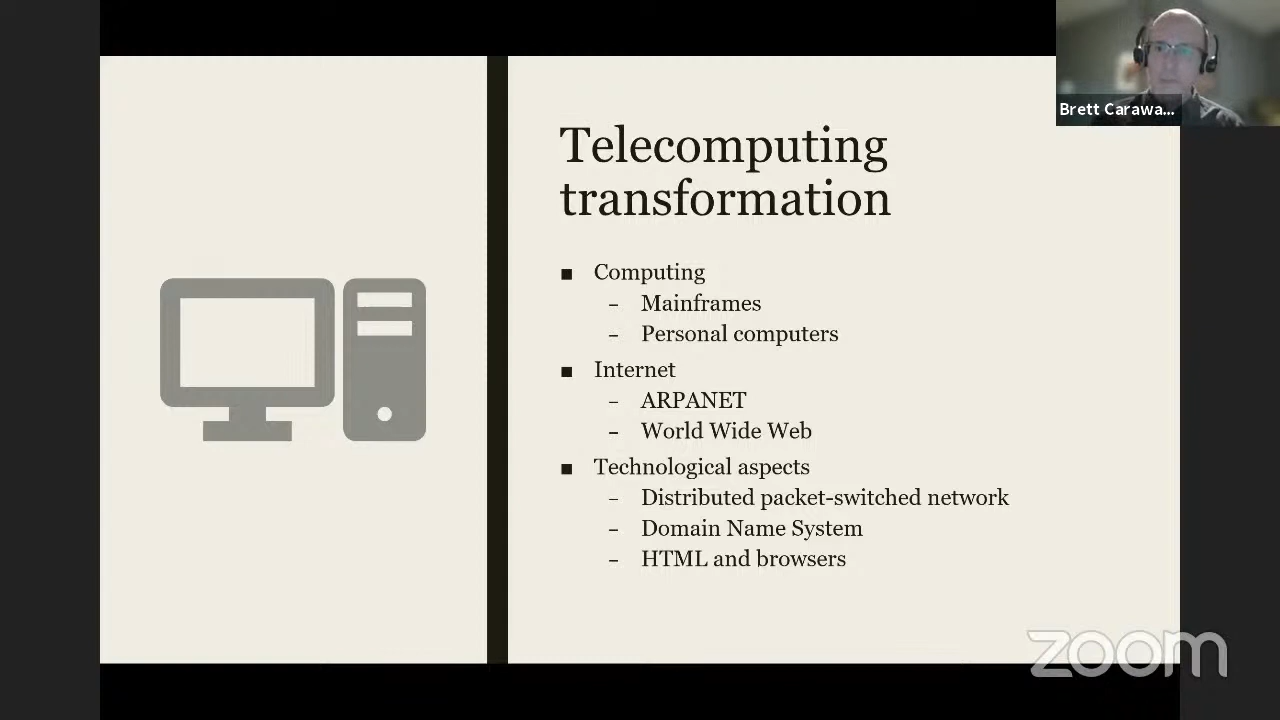 Brett Carawa...
Telecomputing
transformation
■ Computing
– Mainframes
– Personal computers
■ Internet
– ARPANET
– World Wide Web
■ Technological aspects
– Distributed packet-switched network
– Domain Name System
– HTML and browsers
zoom